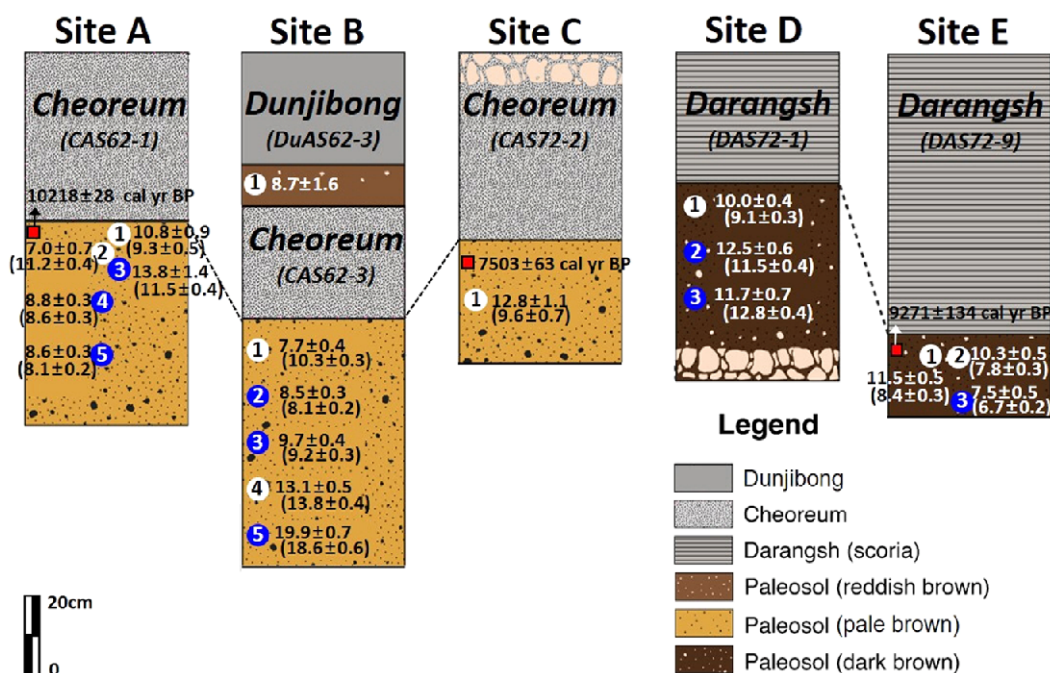 Site A
Cheoreum
(CAS62-1)
10218±28 cal yr BP
1 10.8±0.9
(9.3±0.5)
7.0±0.7 2
(11.2±0.4)
3 13.8±1.4
(11.5±0.4)
8.8±0.3 4
(8.6±0.3)
8.6±0.3 5
(8.1±0.2)
Site B
Dunjibong
(DuAS62-3)
1 8.7±1.6
Cheoreum
(CAS62-3)
1 7.7±0.4
(10.3±0.3)
2 8.5±0.3
(8.1±0.2)
3 9.7±0.4
(9.2±0.3)
4 13.1±0.5
(13.8±0.4)
5 19.9±0.7
(18.6±0.6)
Site C
Cheoreum
(CAS72-2)
7503±63 cal yr BP
1 12.8±1.1
(9.6±0.7)
Site D
Darangsh
(DAS72-1)
1 10.0±0.4
(9.1±0.3)
2 12.5±0.6
(11.5±0.4)
3 11.7±0.7
(12.8±0.4)
Site E
Darangsh
(DAS72-9)
9271±134 cal yr BP
1 2 10.3±0.5
(7.8±0.3)
11.5±0.5
(8.4±0.3)
3 7.5±0.5
(6.7±0.2)
Legend
Dunjibong
Cheoreum
Darangsh (scoria)
Paleosol (reddish brown)
Paleosol (pale brown)
Paleosol (dark brown)
20cm
0